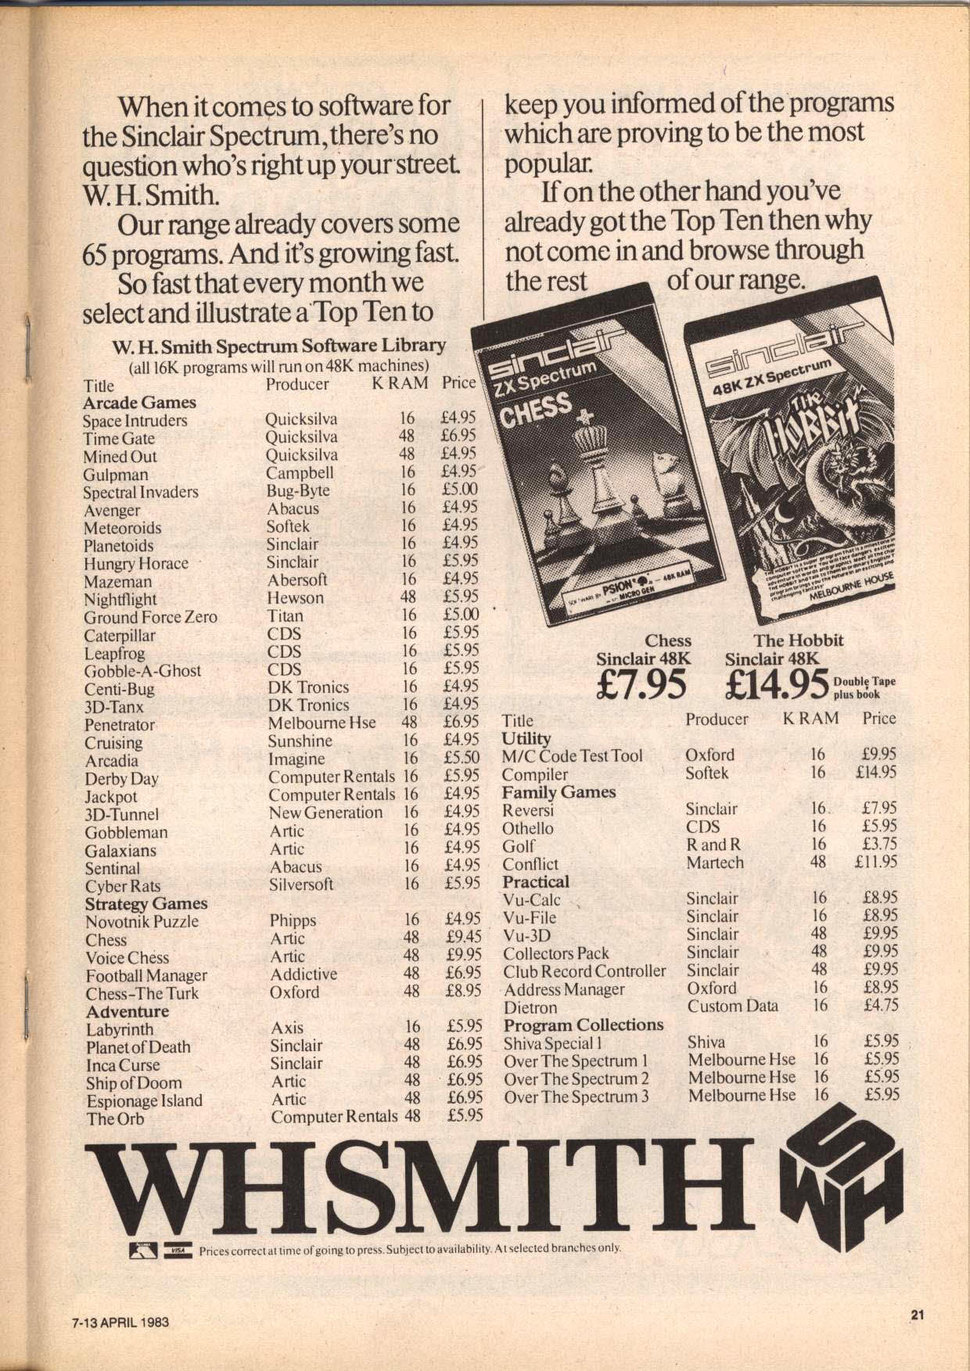 When it comes to software for
the Sinclair Spectrum, there's no
question who's right up your street.
W. H. Smith.
Our range already covers some
65 programs. And it's growing fast.
So fast that every month we
select and illustrate a Top Ten to
keep you informed of the programs
which are proving to be the most
popular.
If on the other hand you've
already got the Top Ten then why
not come in and browse through
the rest of our range.
W. H. Smith Spectrum Software Library
(all 16K programs will run on 48K machines)
Title Producer K RAM Price
Arcade Games
Space Intruders Quicksilva 16 £4.95
Time Gate Quicksilva 48 £6.95
Mined Out Quicksilva 48 £4.95
Gulpman Campbell 16 £4.95
Spectral Invaders Bug-Byte 16 £5.00
Avenger Abacus 16 £4.95
Meteoroids Softek 16 £4.95
Planetoids Sinclair 16 £4.95
Hungry Horace Sinclair 16 £5.95
Mazeman Abersoft 16 £4.95
Nightflight Hewson 48 £5.95
Ground Force Zero Titan 16 £5.00
Caterpillar CDS 16 £5.95
Leapfrog CDS 16 £5.95
Gobble-A-Ghost CDS 16 £5.95
Centi-Bug DK Tronics 16 £4.95
3D-Tanx DK Tronics 16 £4.95
Penetrator Melbourne Hse 48 £6.95
Cruising Sunshine 16 £4.95
Arcadia Imagine 16 £5.50
Derby Day Computer Rentals 16 £5.95
Jackpot Computer Rentals 16 £4.95
3D-Tunnel New Generation 16 £4.95
Gobbleman Artic 16 £4.95
Galaxians Artic 16 £4.95
Sentinal Abacus 16 £4.95
Cyber Rats Silversoft 16 £5.95
Strategy Games
Novotnik Puzzle Phipps 16 £4.95
Chess Artic 48 £9.45
Voice Chess Artic 48 £9.95
Football Manager Addictive 48 £6.95
Chess-The Turk Oxford 48 £8.95
Adventure
Labyrinth Axis 16 £5.95
Planet of Death Sinclair 48 £6.95
Inca Curse Sinclair 48 £6.95
Ship of Doom Artic 48 £6.95
Espionage Island Artic 48 £6.95
The Orb Computer Rentals 48 £5.95
sinclair
ZX Spectrum
CHESS
PSION
MICRO GEN
48K RAM
sinclair
48K ZX Spectrum
The
HOBBIT
MELBOURNE HOUSE
Chess
Sinclair 48K
£7.95
The Hobbit
Sinclair 48K
£14.95 Double Tape
plus book
Title Producer K RAM Price
Utility
M/C Code Test Tool Oxford 16 £9.95
Compiler Softek 16 £14.95
Family Games
Reversi Sinclair 16 £7.95
Othello CDS 16 £5.95
Golf R and R 16 £3.75
Conflict Martech 48 £11.95
Practical
Vu-Calc Sinclair 16 £8.95
Vu-File Sinclair 16 £8.95
Vu-3D Sinclair 48 £9.95
Collectors Pack Sinclair 48 £9.95
Club Record Controller Sinclair 48 £9.95
Address Manager Oxford 16 £8.95
Dietron Custom Data 16 £4.75
Program Collections
Shiva Special 1 Shiva 16 £5.95
Over The Spectrum 1 Melbourne Hse 16 £5.95
Over The Spectrum 2 Melbourne Hse 16 £5.95
Over The Spectrum 3 Melbourne Hse 16 £5.95
WHSMITH
WHS
VISA
Prices correct at time of going to press. Subject to availability. At selected branches only.
7-13 APRIL 1983
21